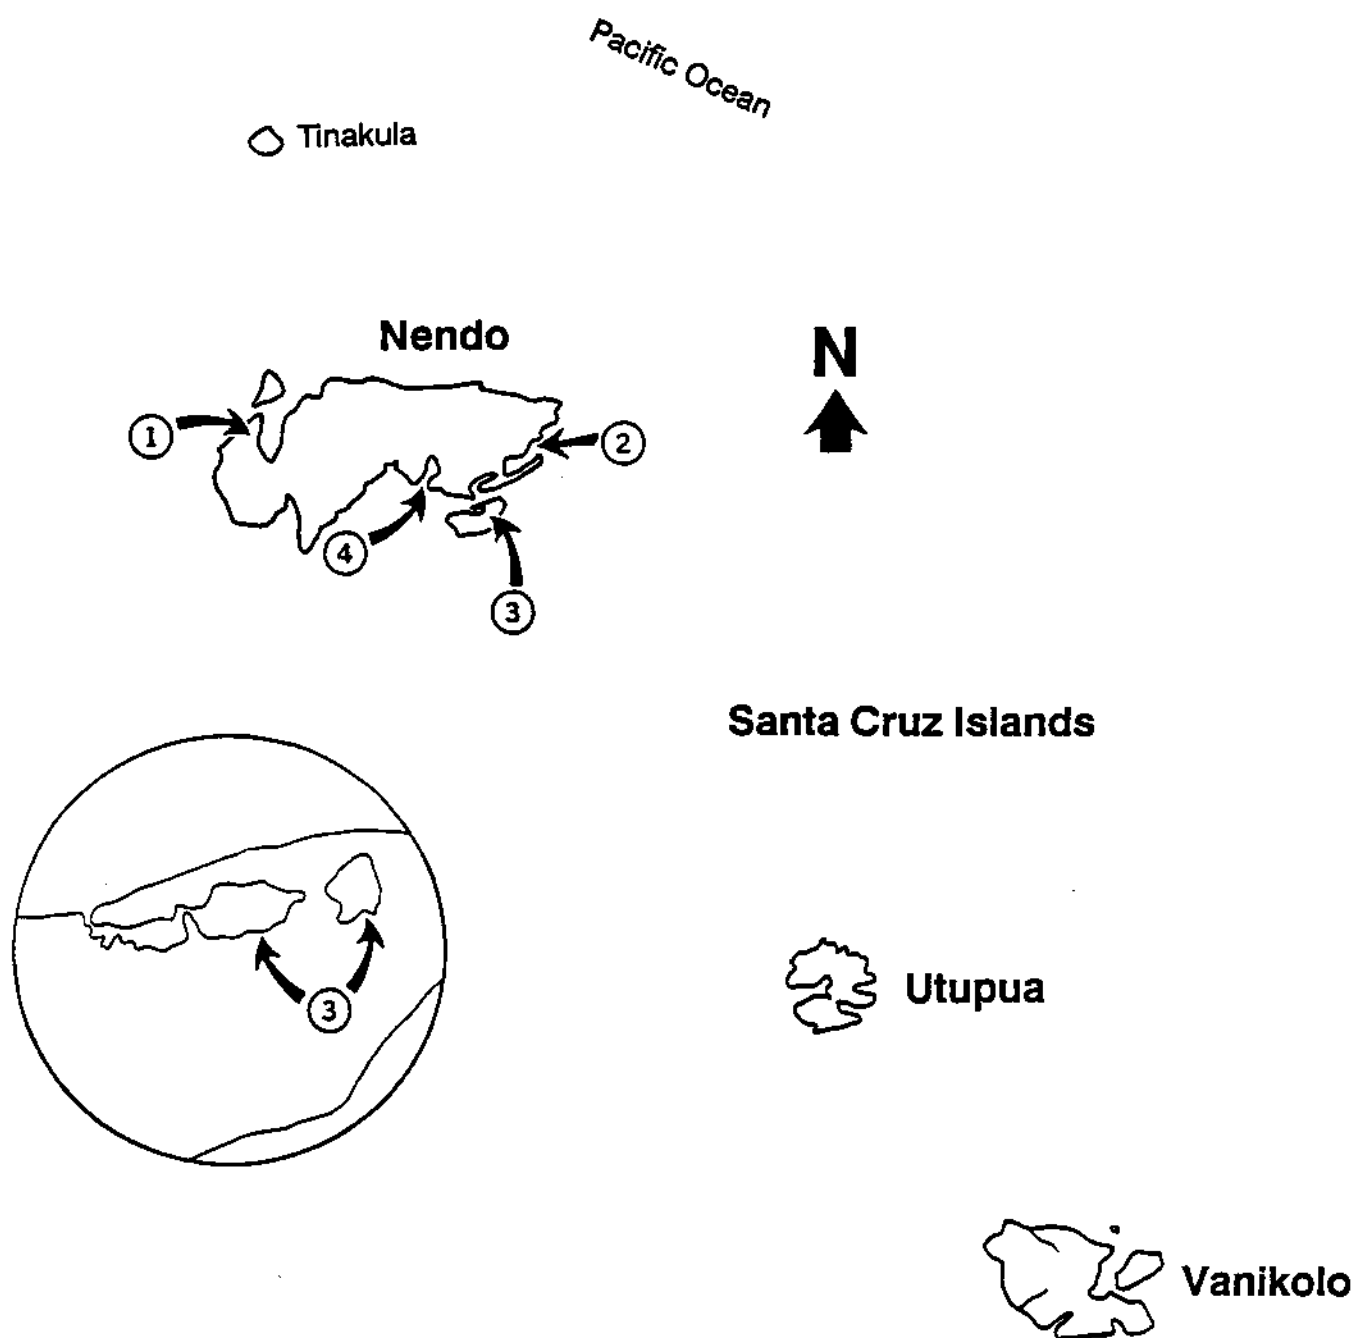 Pacific Ocean
Tinakula
Nendo
N
1
2
4
3
Santa Cruz Islands
3
Utupua
Vanikolo